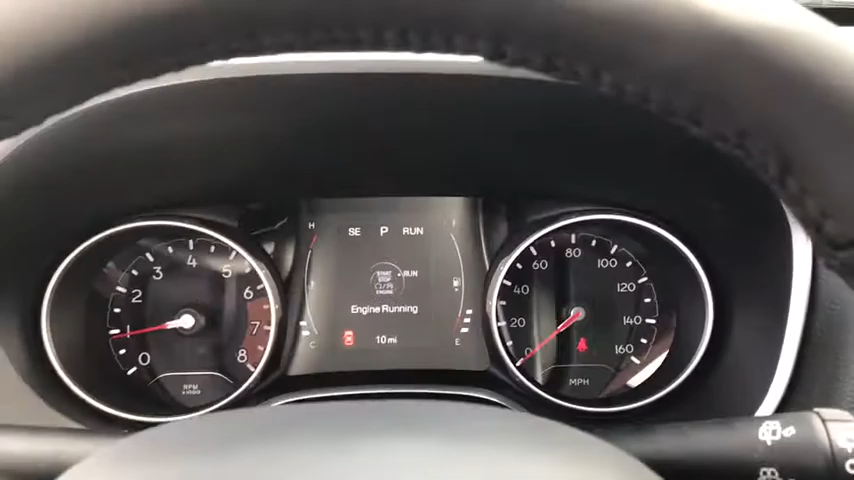 H SE P RUN F
START
STOP
ENGINE
RUN
Engine Running
C 10 mi E
0 1 2 3 4 5 6 7 8
RPM
x1000
0 20 40 60 80 100 120 140 160
MPH